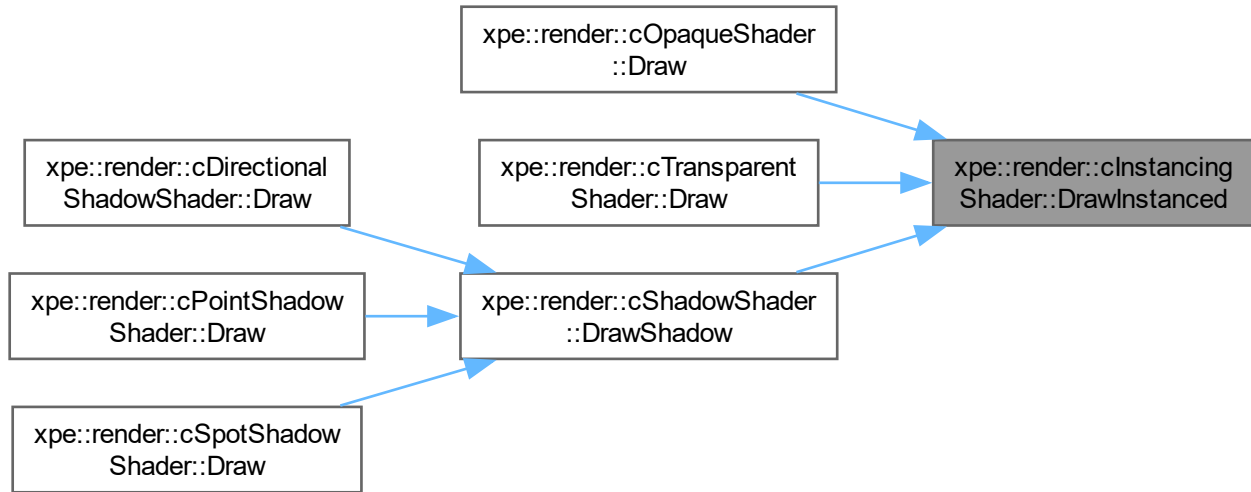 xpe::render::cOpaqueShader
::Draw
xpe::render::cDirectional
ShadowShader::Draw
xpe::render::cTransparent
Shader::Draw
xpe::render::cInstancing
Shader::DrawInstanced
xpe::render::cPointShadow
Shader::Draw
xpe::render::cShadowShader
::DrawShadow
xpe::render::cSpotShadow
Shader::Draw